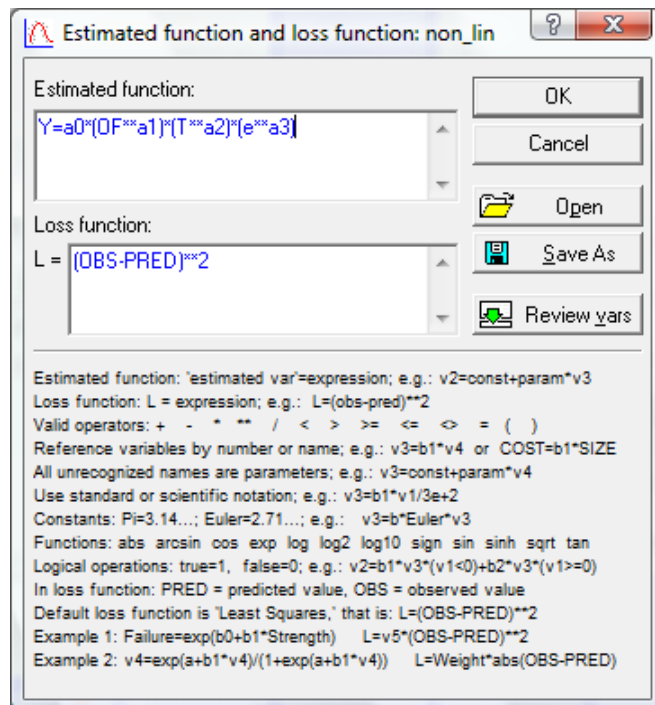 Estimated function and loss function: non_lin
Estimated function:
Y=a0*(OF**a1)*(T**a2)*(e**a3)
OK
Cancel
Open
Loss function:
L = (OBS-PRED)**2
Save As
Review vars
Estimated function: 'estimated var'=expression; e.g.: v2=const+param*v3
Loss function: L = expression; e.g.: L=(obs-pred)**2
Valid operators: + - * ** / < > >= <= <> = ( )
Reference variables by number or name; e.g.: v3=b1*v4 or COST=b1*SIZE
All unrecognized names are parameters; e.g.: v3=const+param*v4
Use standard or scientific notation; e.g.: v3=b1*v1/3e+2
Constants: Pi=3.14...; Euler=2.71...; e.g.: v3=b*Euler*v3
Functions: abs arcsin cos exp log log2 log10 sign sin sinh sqrt tan
Logical operations: true=1, false=0; e.g.: v2=b1*v3*(v1<0)+b2*v3*(v1>=0)
In loss function: PRED = predicted value, OBS = observed value
Default loss function is 'Least Squares,' that is: L=(OBS-PRED)**2
Example 1: Failure=exp(b0+b1*Strength) L=v5*(OBS-PRED)**2
Example 2: v4=exp(a+b1*v4)/(1+exp(a+b1*v4)) L=Weight*abs(OBS-PRED)